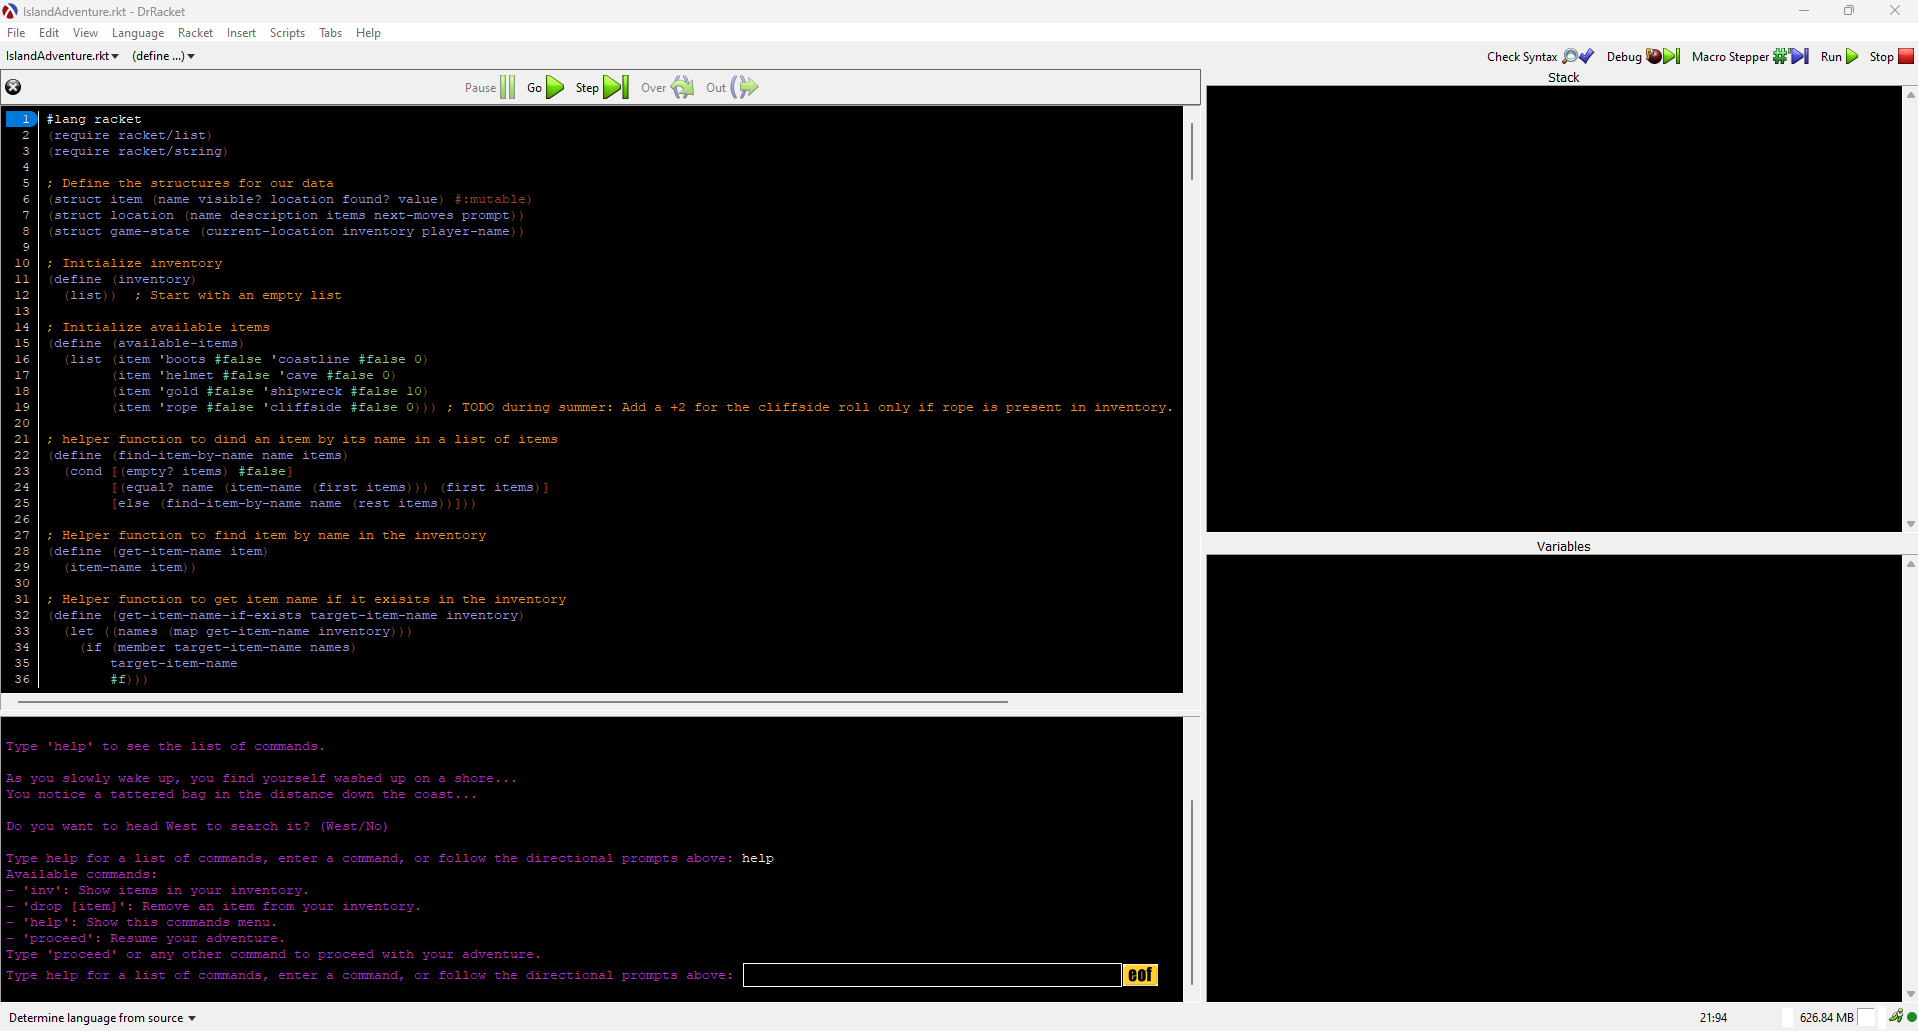 IslandAdventure.rkt - DrRacket
File Edit View Language Racket Insert Scripts Tabs Help
IslandAdventure.rkt (define ...)
Check Syntax Debug Macro Stepper Run Stop
Pause Go Step Over Out
1 #lang racket
2 (require racket/list)
3 (require racket/string)
4
5 ; Define the structures for our data
6 (struct item (name visible? location found? value) #:mutable)
7 (struct location (name description items next-moves prompt))
8 (struct game-state (current-location inventory player-name))
9
10 ; Initialize inventory
11 (define (inventory)
12   (list))  ; Start with an empty list
13
14 ; Initialize available items
15 (define (available-items)
16   (list (item 'boots #false 'coastline #false 0)
17         (item 'helmet #false 'cave #false 0)
18         (item 'gold #false 'shipwreck #false 10)
19         (item 'rope #false 'cliffside #false 0))) ; TODO during summer: Add a +2 for the cliffside roll only if rope is present in inventory.
20
21 ; helper function to dind an item by its name in a list of items
22 (define (find-item-by-name name items)
23   (cond [(empty? items) #false]
24         [(equal? name (item-name (first items))) (first items)]
25         [else (find-item-by-name name (rest items))]))
26
27 ; Helper function to find item by name in the inventory
28 (define (get-item-name item)
29   (item-name item))
30
31 ; Helper function to get item name if it exisits in the inventory
32 (define (get-item-name-if-exists target-item-name inventory)
33   (let ((names (map get-item-name inventory)))
34     (if (member target-item-name names)
35         target-item-name
36         #f)))
Type 'help' to see the list of commands.
As you slowly wake up, you find yourself washed up on a shore...
You notice a tattered bag in the distance down the coast...
Do you want to head West to search it? (West/No)
Type help for a list of commands, enter a command, or follow the directional prompts above: help
Available commands:
- 'inv': Show items in your inventory.
- 'drop [item]': Remove an item from your inventory.
- 'help': Show this commands menu.
- 'proceed': Resume your adventure.
Type 'proceed' or any other command to proceed with your adventure.
Type help for a list of commands, enter a command, or follow the directional prompts above: eof
Stack
Variables
Determine language from source
21:94
626.84 MB